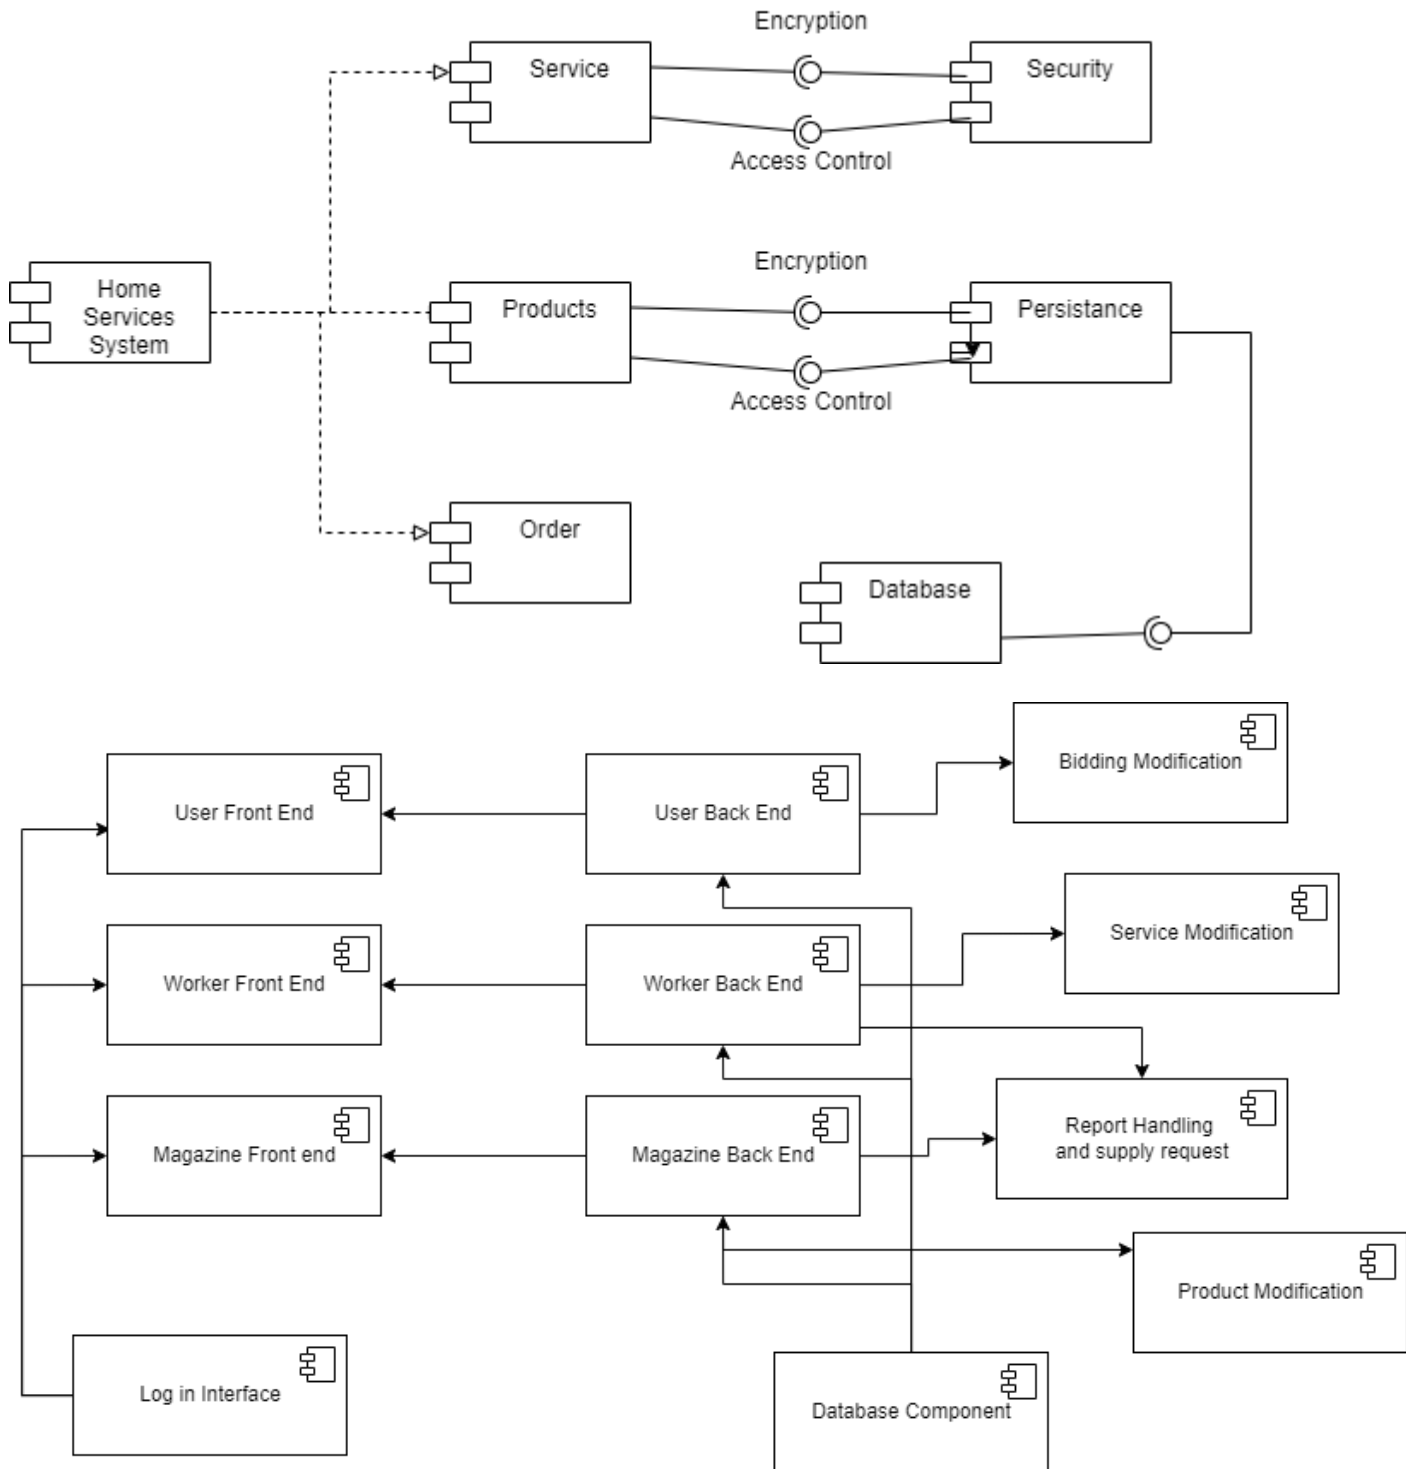 Encryption
Service
Security
Access Control
Encryption
Home
Services
System
Products
Persistance
Access Control
Order
Database
Bidding Modification
User Front End
User Back End
Service Modification
Worker Front End
Worker Back End
Report Handling
and supply request
Magazine Front end
Magazine Back End
Product Modification
Log in Interface
Database Component